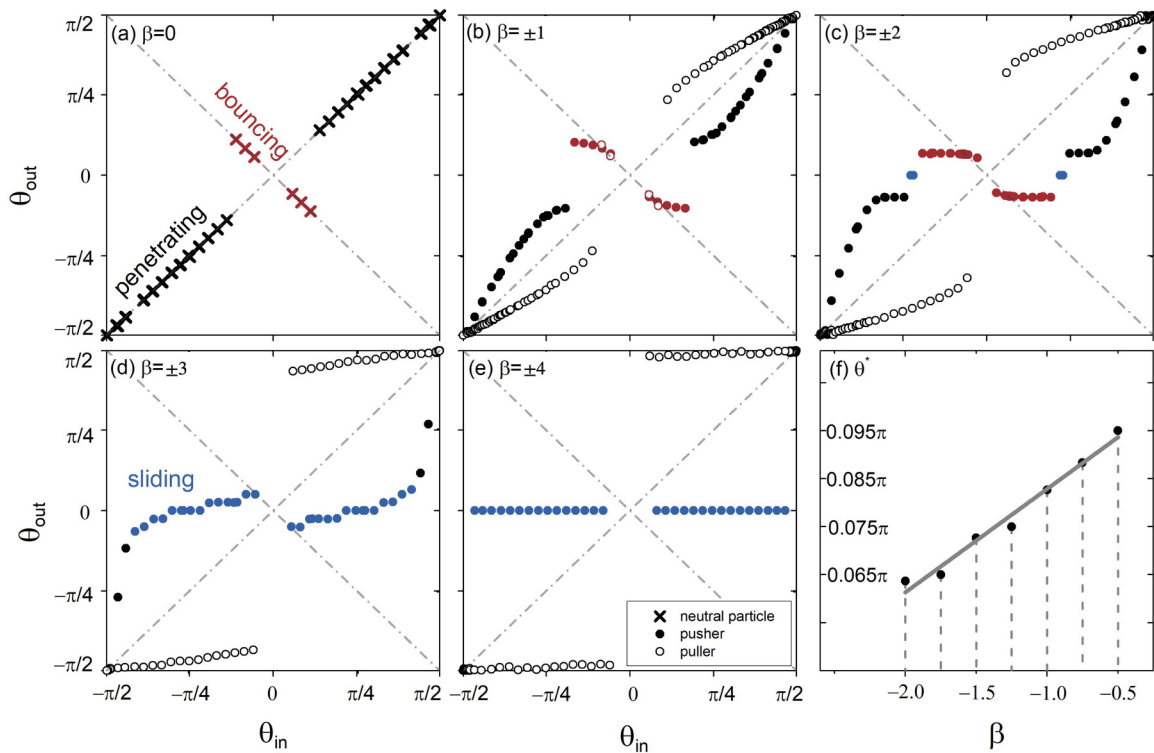 (a) β=0
(b) β=±1
(c) β=±2
π/2
π/4
0
−π/4
−π/2
θout
bouncing
penetrating
(d) β=±3
(e) β=±4
(f) θ*
π/2
π/4
0
−π/4
−π/2
θout
sliding
neutral particle
pusher
puller
0.095π
0.085π
0.075π
0.065π
−π/2
−π/4
0
π/4
π/2
−π/2
−π/4
0
π/4
π/2
−2.0
−1.5
−1.0
−0.5
θin
θin
β